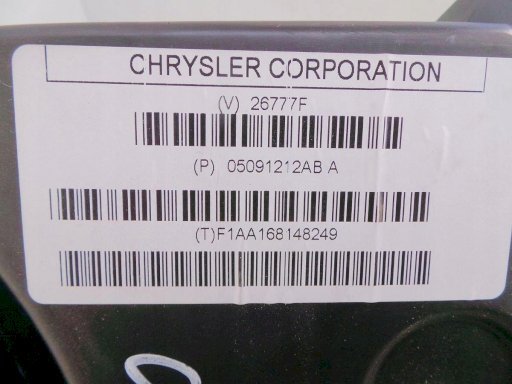 CHRYSLER CORPORATION
(V) 26777F
(P) 05091212AB A
(T)F1AA168148249